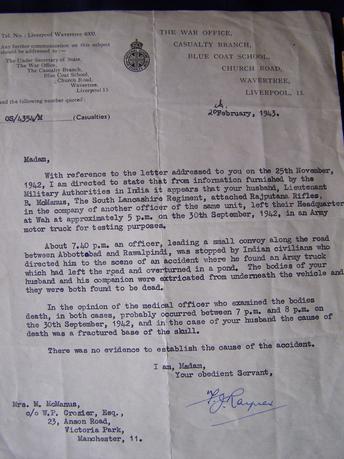 Tel. No.: Liverpool Wavertree 4000.
Any further communication on this subject
should be addressed to :-
The Under Secretary of State,
The War Office,
The Casualty Branch,
Blue Coat School,
Church Road,
Wavertree,
Liverpool 15
and the following number quoted:
OS/4354/M (Casualties)
THE WAR OFFICE,
CASUALTY BRANCH,
BLUE COAT SCHOOL,
CHURCH ROAD,
WAVERTREE,
LIVERPOOL, 15.
February, 1943.
Madam,
With reference to the letter addressed to you on the 25th November,
1942, I am directed to state that from information furnished by the
Military Authorities in India it appears that your husband, Lieutenant
McManus, The South Lancashire Regiment, attached Rajputana Rifles,
in the company of another officer of the same unit, left their Headquarters
at Wah at approximately 5 p.m. on the 30th September, 1942, in an Army
motor truck for testing purposes.
About 7.40 p.m. an officer, leading a small convoy along the road
between Abbottabad and Rawalpindi, was stopped by Indian civilians who
directed him to the scene of an accident where he found an Army truck
which had left the road and overturned in a pond. The bodies of your
husband and his companion were extricated from underneath the vehicle and
they were both found to be dead.
In the opinion of the medical officer who examined the bodies
death, in both cases, probably occurred between 7 p.m. and 8 p.m. on
the 30th September, 1942, and in the case of your husband the cause of
death was a fractured base of the skull.
There was no evidence to establish the cause of the accident.
I am, Madam,
Your obedient Servant,
Mrs. M. McManus,
c/o W.P. Crozier, Esq.,
23, Anson Road,
Victoria Park,
Manchester, 11.